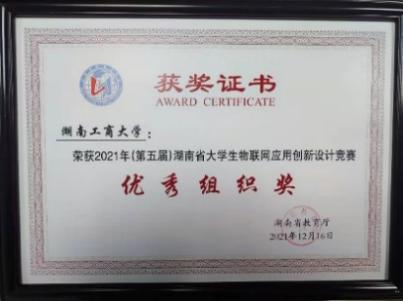 获奖证书
AWARD CERTIFICATE
湖南工商大学：
荣获2021年(第五届)湖南省大学生物联网应用创新设计竞赛
优秀组织奖
湖南省教育厅
2021年12月16日